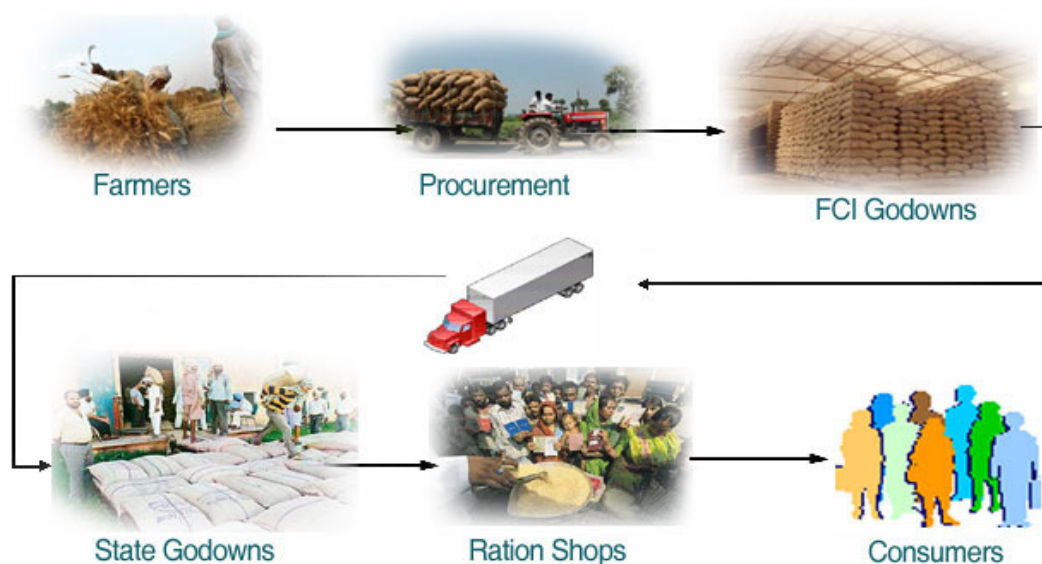 Farmers
Procurement
FCI Godowns
State Godowns
Ration Shops
Consumers